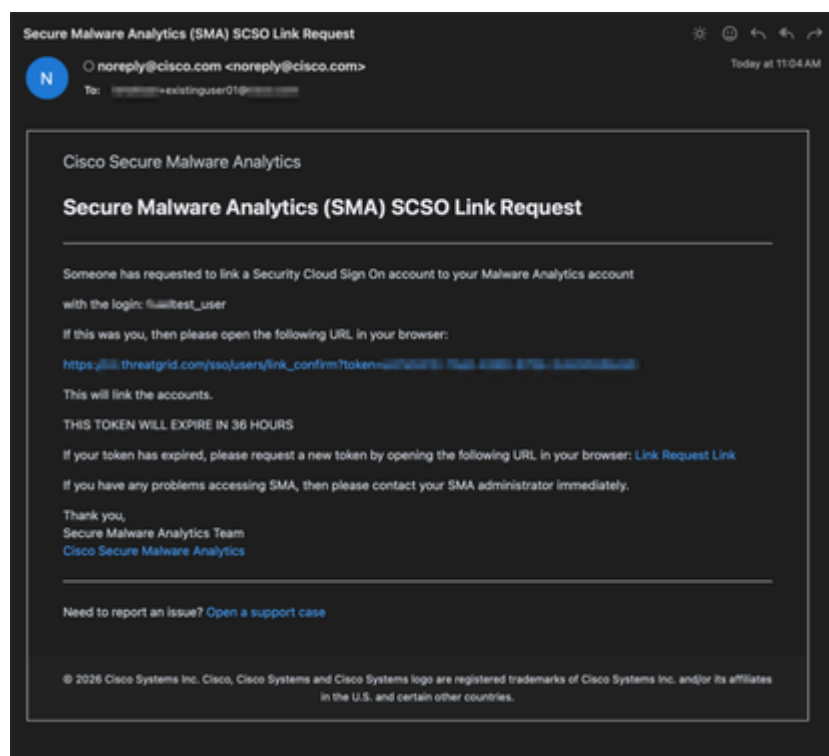 Secure Malware Analytics (SMA) SCSO Link Request
N
noreply@cisco.com <noreply@cisco.com>
Today at 11:04 AM
To: +existinguser01@
Cisco Secure Malware Analytics
Secure Malware Analytics (SMA) SCSO Link Request
Someone has requested to link a Security Cloud Sign On account to your Malware Analytics account
with the login: test_user
If this was you, then please open the following URL in your browser:
https:/ .threatgrid.com/sso/users/link_confirm?token=
This will link the accounts.
THIS TOKEN WILL EXPIRE IN 36 HOURS
If your token has expired, please request a new token by opening the following URL in your browser: Link Request Link
If you have any problems accessing SMA, then please contact your SMA administrator immediately.
Thank you,
Secure Malware Analytics Team
Cisco Secure Malware Analytics
Need to report an issue? Open a support case
© 2026 Cisco Systems Inc. Cisco, Cisco Systems and Cisco Systems logo are registered trademarks of Cisco Systems Inc. and/or its affiliates
in the U.S. and certain other countries.